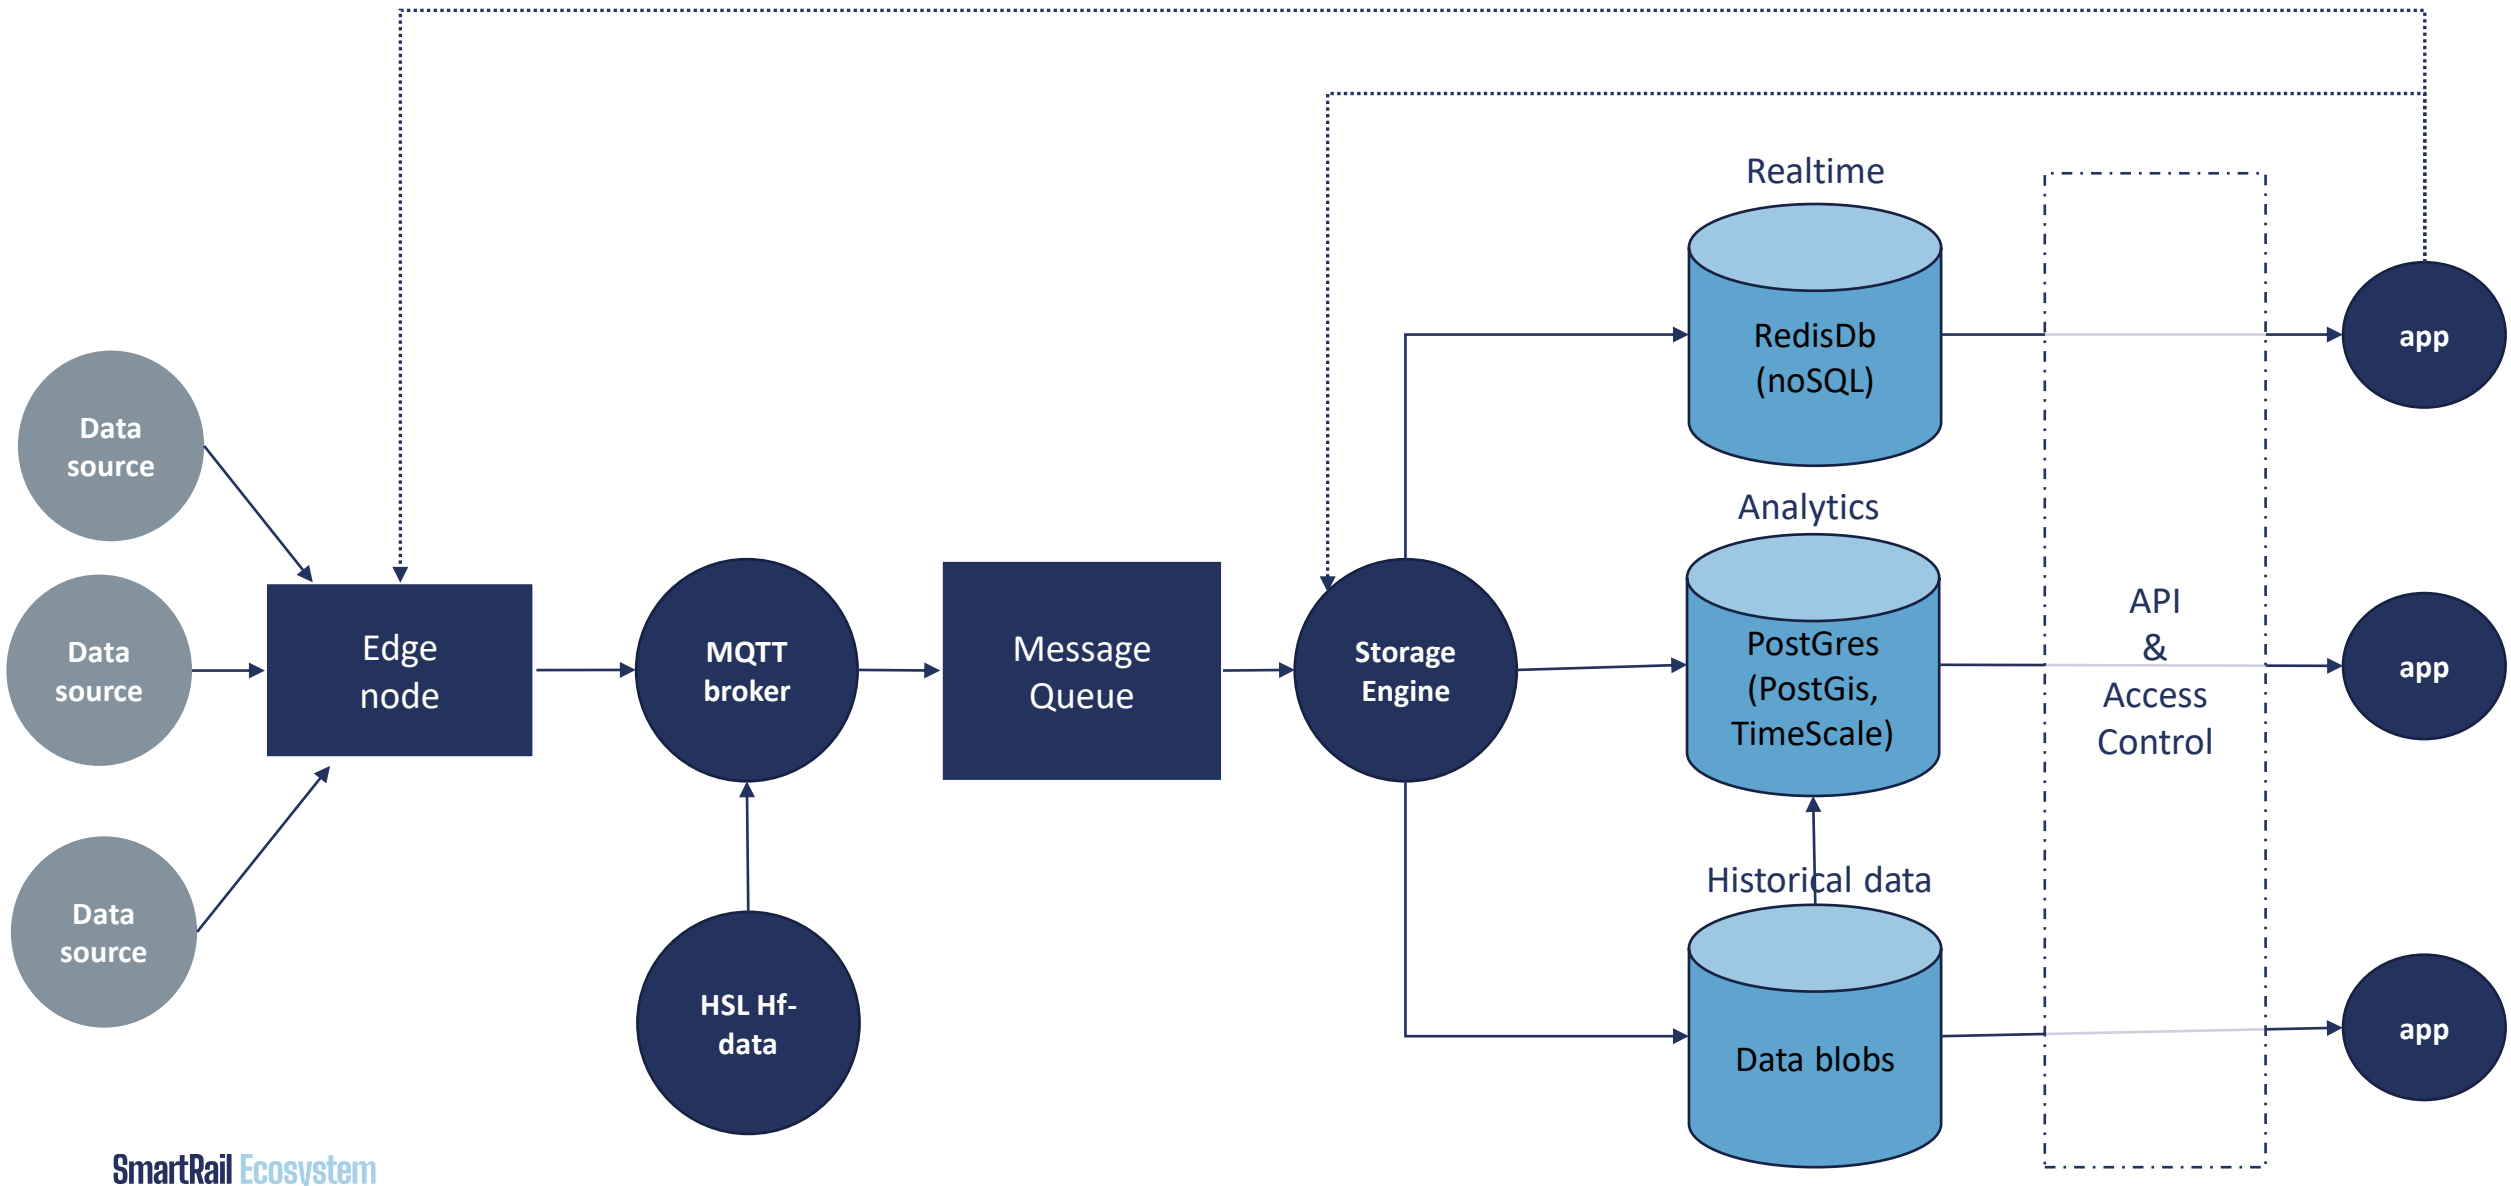 Realtime
RedisDb
(noSQL)
app
Data
source
Analytics
Data
source
Edge
node
MQTT
broker
Message
Queue
Storage
Engine
PostGres
(PostGis,
TimeScale)
API
&
Access
Control
app
Data
source
HSL Hf-
data
Historical data
Data blobs
app
SmartRail Ecosystem